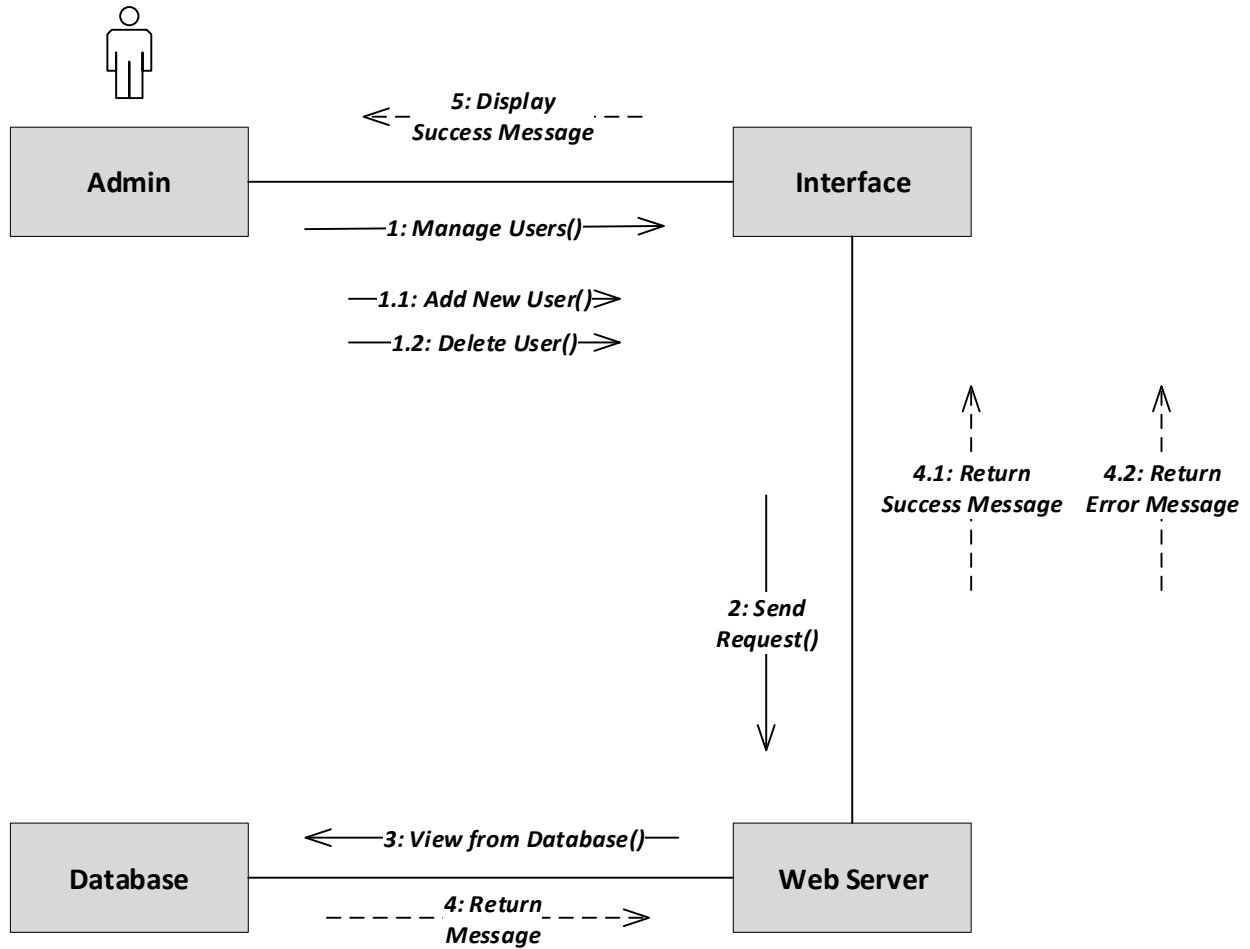 5: Display
Success Message
Admin
Interface
1: Manage Users()
1.1: Add New User()
1.2: Delete User()
4.1: Return
Success Message
4.2: Return
Error Message
2: Send
Request()
3: View from Database()
Database
Web Server
4: Return
Message